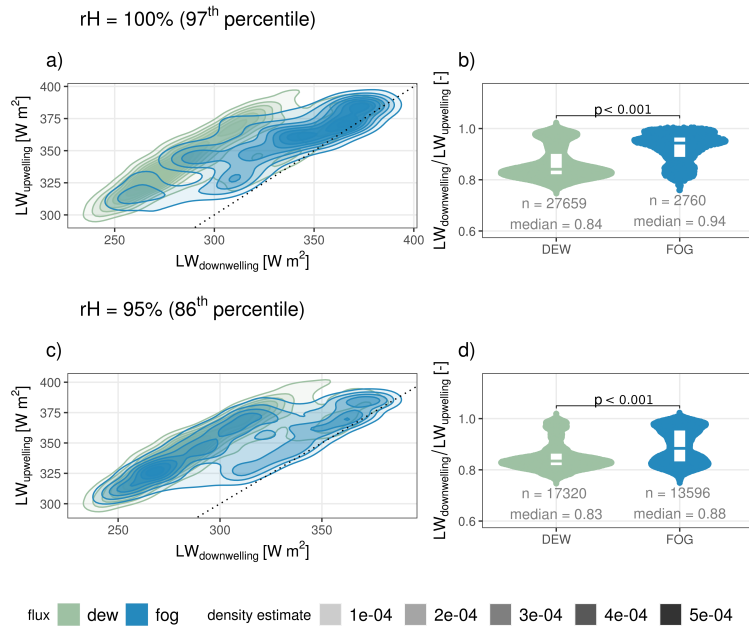 rH = 100% (97th percentile)
a)
400
375
350
325
300
LWupwelling [W m²]
250
300
350
400
LWdownwelling [W m²]
b)
LWdownwelling/LWupwelling [-]
1.0
0.8
0.6
p < 0.001
n = 27659
median = 0.84
n = 2760
median = 0.94
DEW
FOG
rH = 95% (86th percentile)
c)
400
375
350
325
300
LWupwelling [W m²]
250
300
350
LWdownwelling [W m²]
d)
LWdownwelling/LWupwelling [-]
1.0
0.8
0.6
p < 0.001
n = 17320
median = 0.83
n = 13596
median = 0.88
DEW
FOG
flux dew fog density estimate 1e-04 2e-04 3e-04 4e-04 5e-04